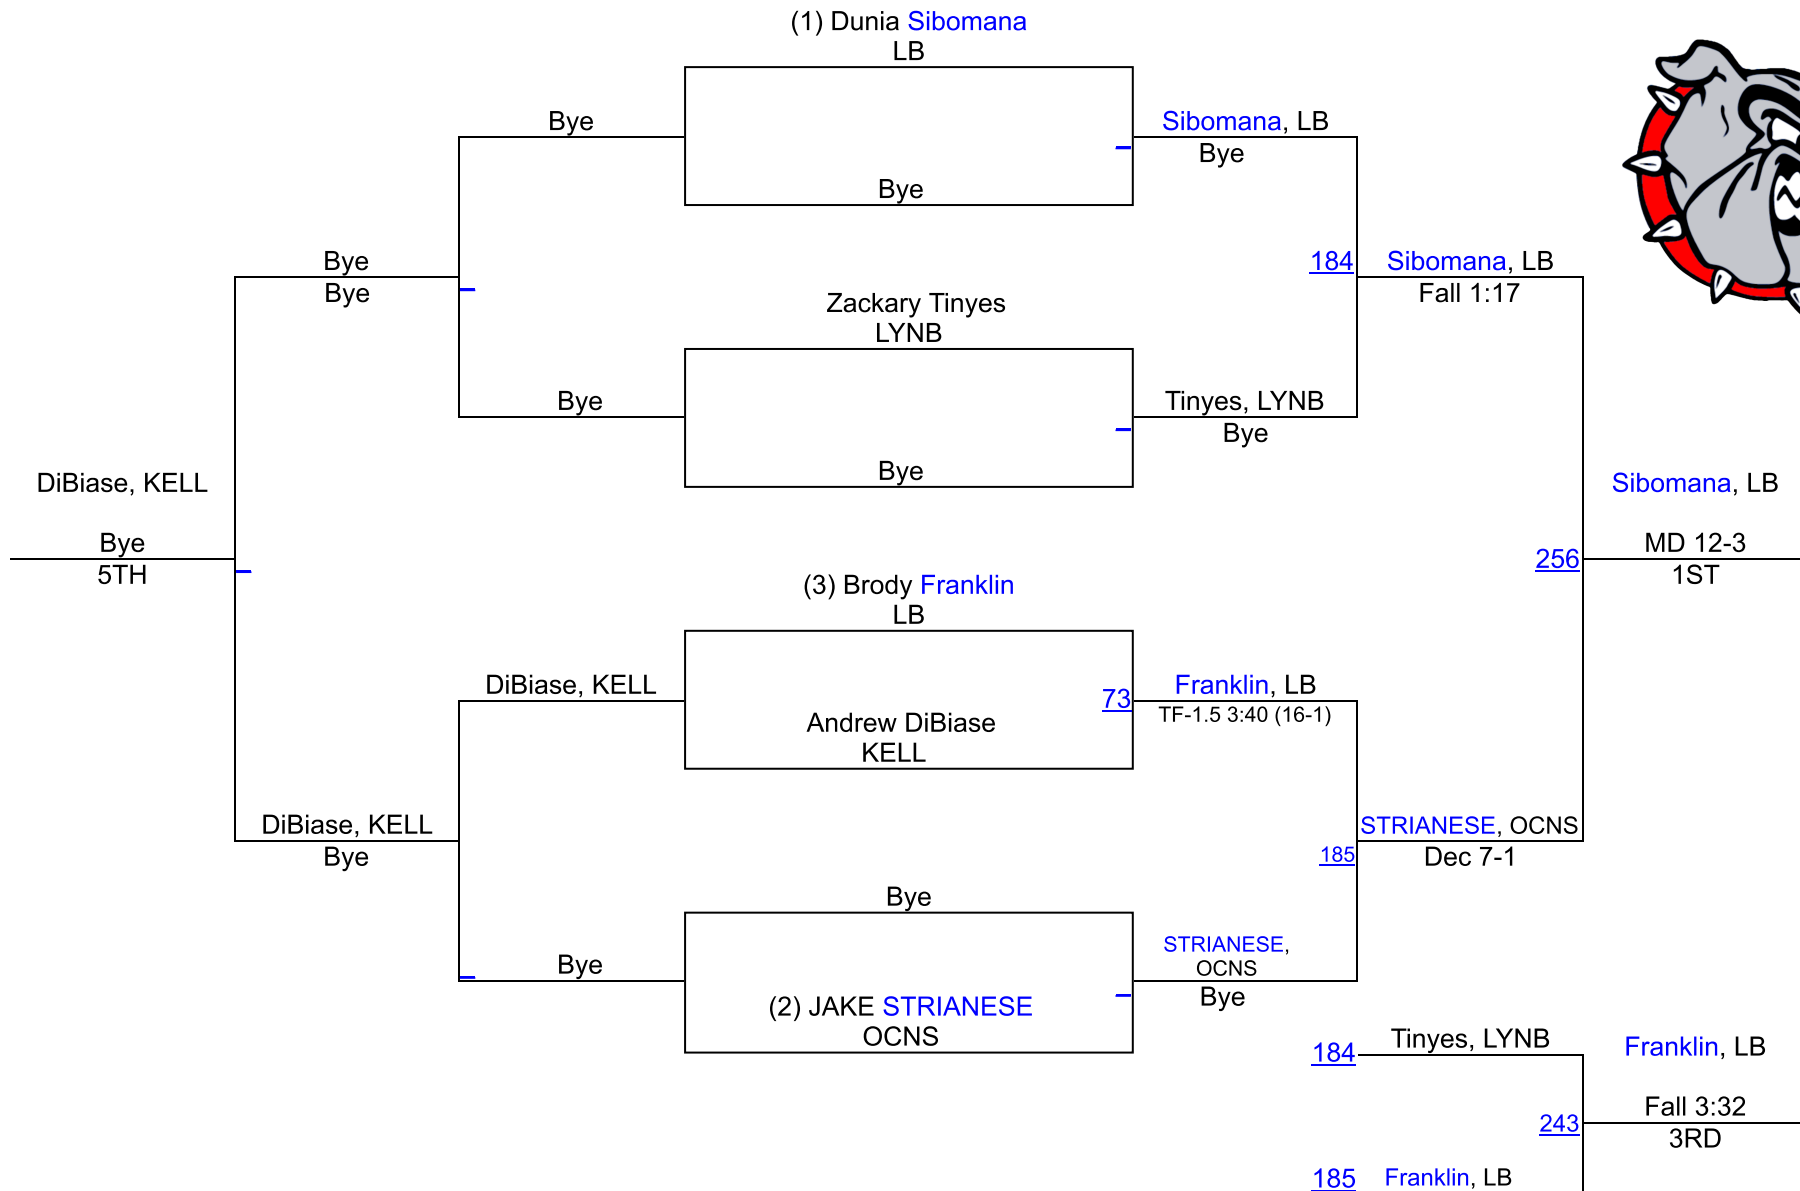 (1) Dunia Sibomana
LB
Bye
Sibomana, LB
Bye
Bye
Bye
Bye
184
Sibomana, LB
Fall 1:17
Zackary Tinyes
LYNB
Bye
Tinyes, LYNB
Bye
Bye
DiBiase, KELL
Bye
5TH
Sibomana, LB
256
MD 12-3
1ST
(3) Brody Franklin
LB
DiBiase, KELL
73
Franklin, LB
TF-1.5 3:40 (16-1)
Andrew DiBiase
KELL
DiBiase, KELL
Bye
185
STRIANESE, OCNS
Dec 7-1
Bye
Bye
STRIANESE,
OCNS
Bye
(2) JAKE STRIANESE
OCNS
184
Tinyes, LYNB
Franklin, LB
243
Fall 3:32
3RD
185
Franklin, LB